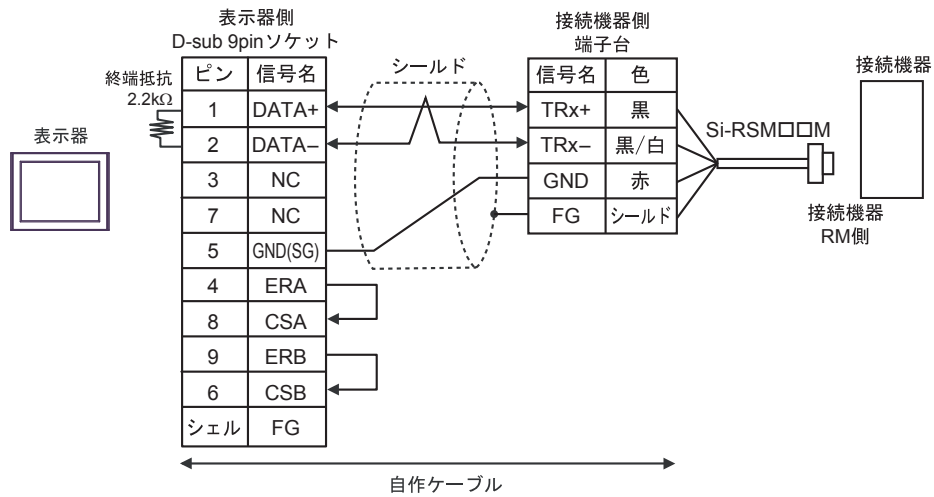 表示器側
D-sub 9pinソケット
接続機器側
端子台
終端抵抗
2.2kΩ
シールド
接続機器
表示器
ピン 信号名
1 DATA+
2 DATA−
3 NC
7 NC
5 GND(SG)
4 ERA
8 CSA
9 ERB
6 CSB
シェル FG
信号名 色
TRx+ 黒
TRx− 黒/白
GND 赤
FG シールド
Si-RSM□□M
接続機器
RM側
自作ケーブル